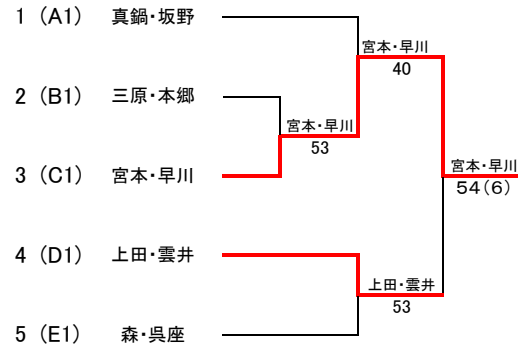 1 (A1) 真鍋・坂野
宮本・早川
40
2 (B1) 三原・本郷
宮本・早川
53
3 (C1) 宮本・早川
宮本・早川
54(6)
4 (D1) 上田・雲井
上田・雲井
53
5 (E1) 森・呉座